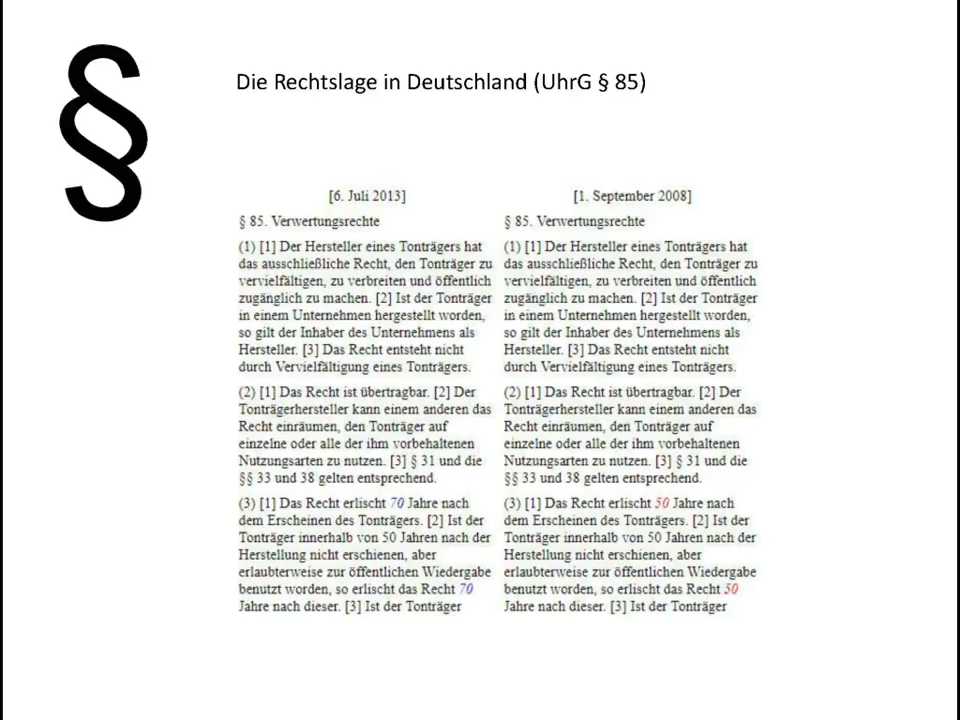 §
Die Rechtslage in Deutschland (UhrG § 85)
[6. Juli 2013]
§ 85. Verwertungsrechte
(1) [1] Der Hersteller eines Tonträgers hat
das ausschließliche Recht, den Tonträger zu
vervielfältigen, zu verbreiten und öffentlich
zugänglich zu machen. [2] Ist der Tonträger
in einem Unternehmen hergestellt worden,
so gilt der Inhaber des Unternehmens als
Hersteller. [3] Das Recht entsteht nicht
durch Vervielfältigung eines Tonträgers.
(2) [1] Das Recht ist übertragbar. [2] Der
Tonträgerhersteller kann einem anderen das
Recht einräumen, den Tonträger auf
einzelne oder alle der ihm vorbehaltenen
Nutzungsarten zu nutzen. [3] § 31 und die
§§ 33 und 38 gelten entsprechend.
(3) [1] Das Recht erlischt 70 Jahre nach
dem Erscheinen des Tonträgers. [2] Ist der
Tonträger innerhalb von 50 Jahren nach der
Herstellung nicht erschienen, aber
erlaubterweise zur öffentlichen Wiedergabe
benutzt worden, so erlischt das Recht 70
Jahre nach dieser. [3] Ist der Tonträger
[1. September 2008]
§ 85. Verwertungsrechte
(1) [1] Der Hersteller eines Tonträgers hat
das ausschließliche Recht, den Tonträger zu
vervielfältigen, zu verbreiten und öffentlich
zugänglich zu machen. [2] Ist der Tonträger
in einem Unternehmen hergestellt worden,
so gilt der Inhaber des Unternehmens als
Hersteller. [3] Das Recht entsteht nicht
durch Vervielfältigung eines Tonträgers.
(2) [1] Das Recht ist übertragbar. [2] Der
Tonträgerhersteller kann einem anderen das
Recht einräumen, den Tonträger auf
einzelne oder alle der ihm vorbehaltenen
Nutzungsarten zu nutzen. [3] § 31 und die
§§ 33 und 38 gelten entsprechend.
(3) [1] Das Recht erlischt 50 Jahre nach
dem Erscheinen des Tonträgers. [2] Ist der
Tonträger innerhalb von 50 Jahren nach der
Herstellung nicht erschienen, aber
erlaubterweise zur öffentlichen Wiedergabe
benutzt worden, so erlischt das Recht 50
Jahre nach dieser. [3] Ist der Tonträger